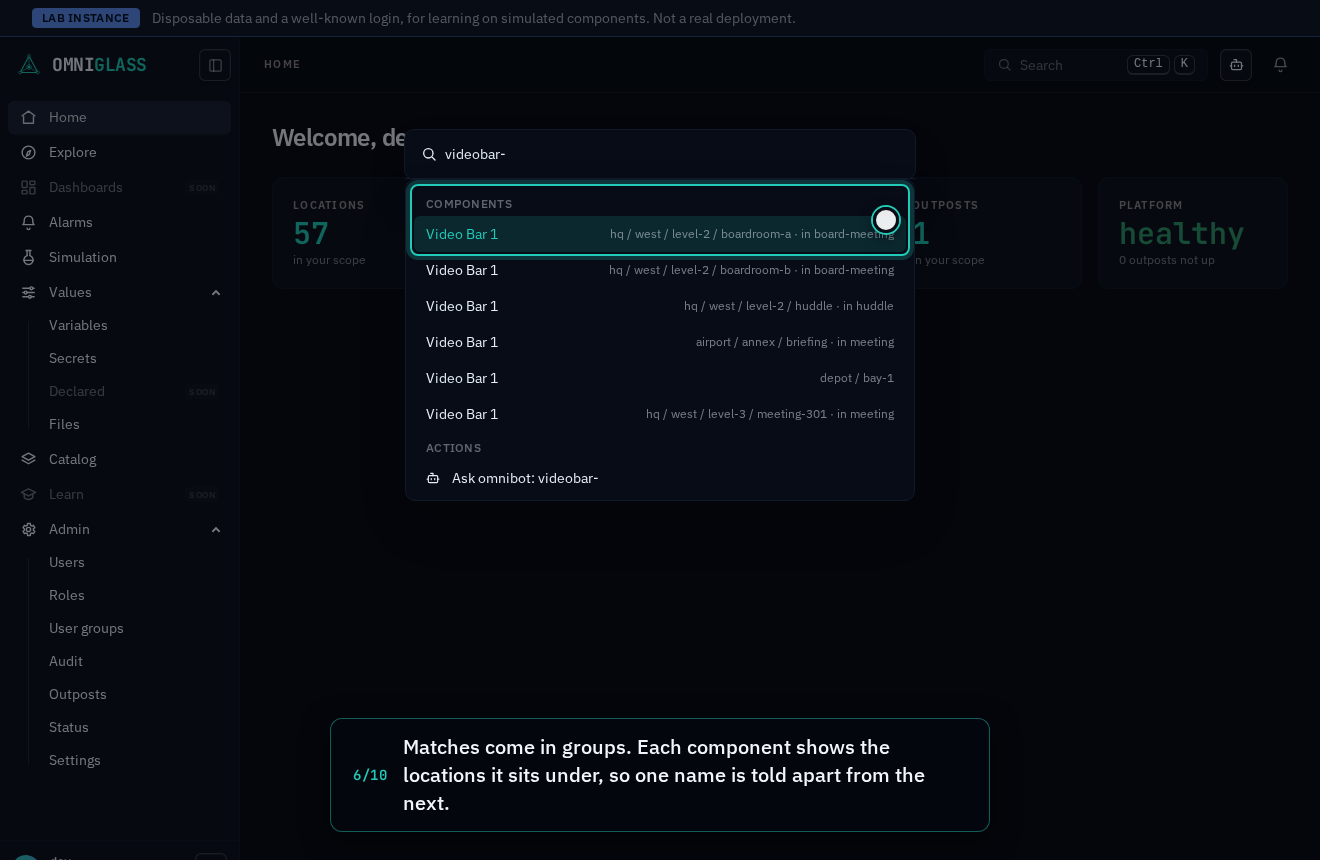 LAB INSTANCE Disposable data and a well-known login, for learning on simulated components. Not a real deployment.
OMNIGLASS
HOME
Search Ctrl K
Home
Explore
Dashboards SOON
Alarms
Simulation
Values
Variables
Secrets
Declared SOON
Files
Catalog
Learn SOON
Admin
Users
Roles
User groups
Audit
Outposts
Status
Settings
Welcome, de
LOCATIONS
57
in your scope
OUTPOSTS
1
n your scope
PLATFORM
healthy
0 outposts not up
videobar-
COMPONENTS
Video Bar 1 hq / west / level-2 / boardroom-a · in board-meeting
Video Bar 1 hq / west / level-2 / boardroom-b · in board-meeting
Video Bar 1 hq / west / level-2 / huddle · in huddle
Video Bar 1 airport / annex / briefing · in meeting
Video Bar 1 depot / bay-1
Video Bar 1 hq / west / level-3 / meeting-301 · in meeting
ACTIONS
Ask omnibot: videobar-
6/10
Matches come in groups. Each component shows the
locations it sits under, so one name is told apart from the
next.